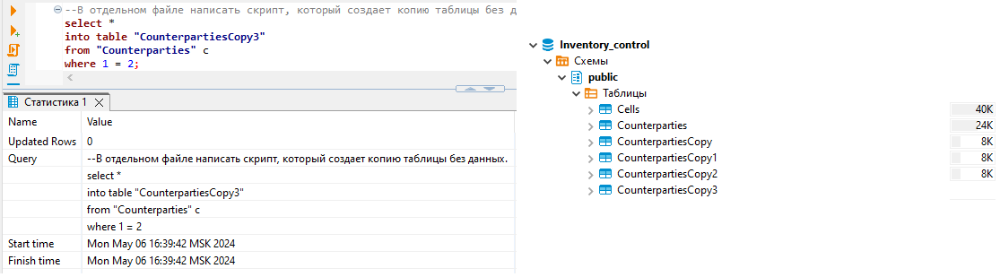 --В отдельном файле написать скрипт, который создает копию таблицы без д
select *
into table "CounterpartiesCopy3"
from "Counterparties" c
where 1 = 2;
Статистика 1
Name Value
Updated Rows 0
Query --В отдельном файле написать скрипт, который создает копию таблицы без данных.
select *
into table "CounterpartiesCopy3"
from "Counterparties" c
where 1 = 2
Start time Mon May 06 16:39:42 MSK 2024
Finish time Mon May 06 16:39:42 MSK 2024
Inventory_control
Схемы
public
Таблицы
Cells 40K
Counterparties 24K
CounterpartiesCopy 8K
CounterpartiesCopy1 8K
CounterpartiesCopy2 8K
CounterpartiesCopy3